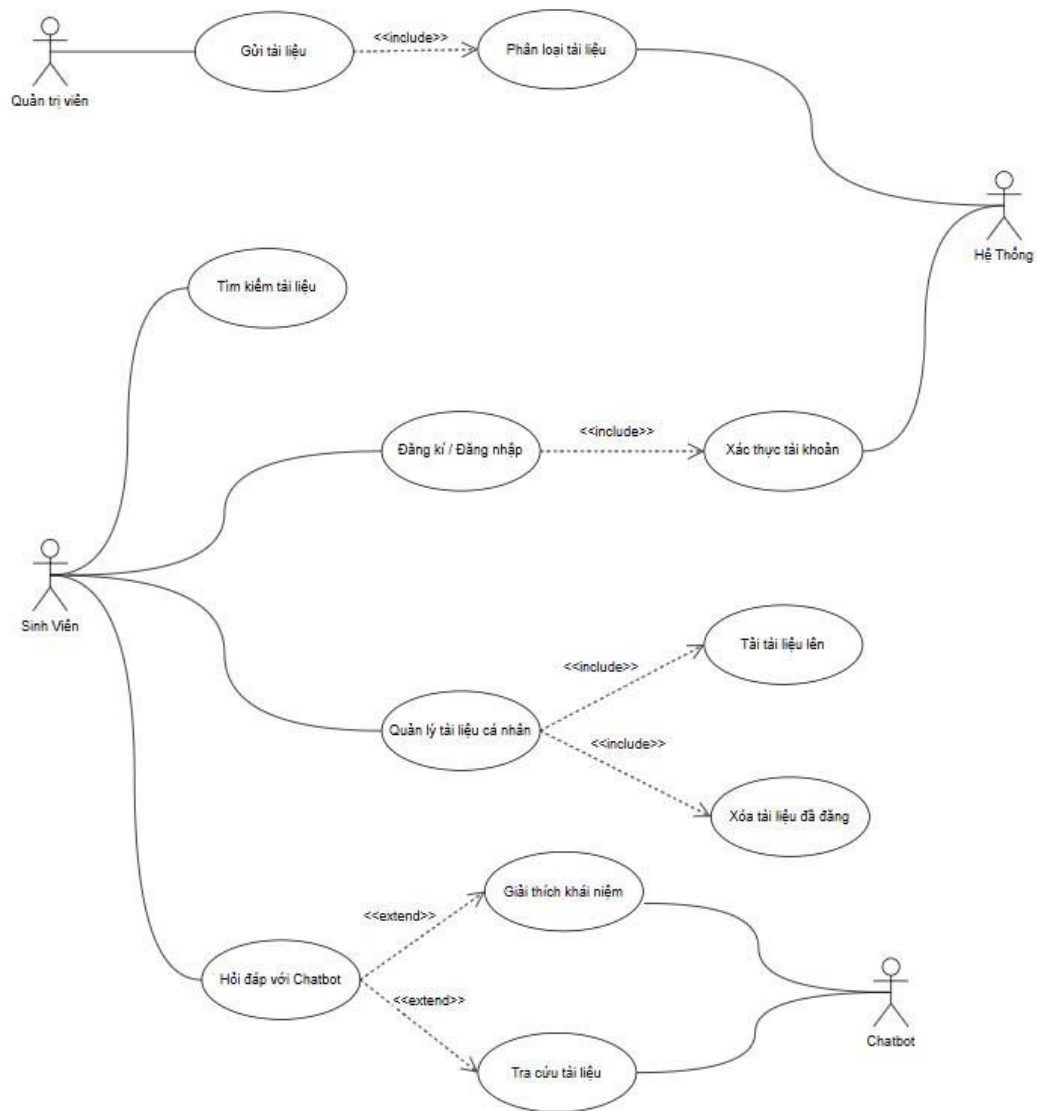 Gửi tài liệu
<<include>>
Phân loại tài liệu
Quản trị viên
Hệ Thống
Tìm kiếm tài liệu
Đăng kí / Đăng nhập
<<include>>
Xác thực tài khoản
Sinh Viên
Tải tài liệu lên
<<include>>
Quản lý tài liệu cá nhân
<<include>>
Xóa tài liệu đã đăng
Giải thích khái niệm
<<extend>>
Hỏi đáp với Chatbot
<<extend>>
Chatbot
Tra cứu tài liệu